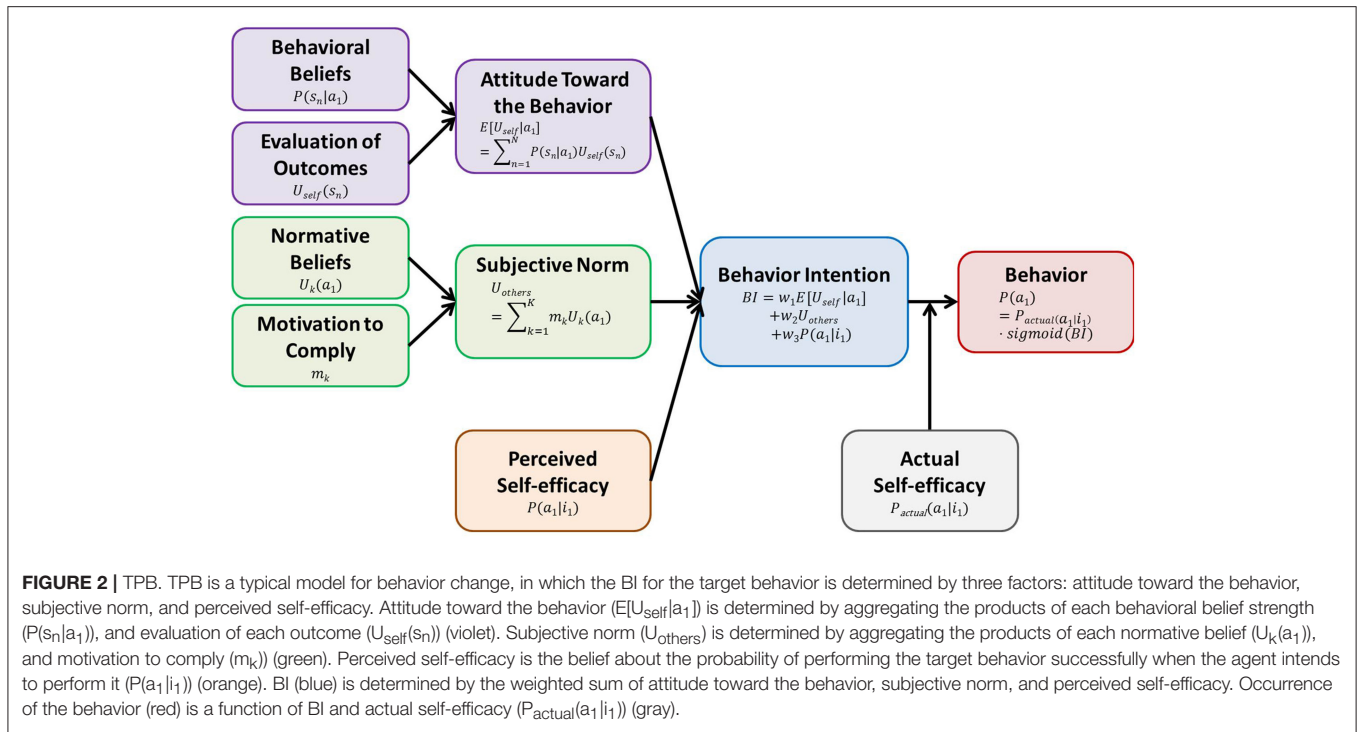 Behavioral
Beliefs
P(s_n|a_1)
Evaluation of
Outcomes
U_self(s_n)
Normative
Beliefs
U_k(a_1)
Motivation to
Comply
m_k
Attitude Toward
the Behavior
E[U_self|a_1]
= ∑_{n=1}^{N} P(s_n|a_1)U_self(s_n)
Subjective Norm
U_others
= ∑_{k=1}^{K} m_k U_k(a_1)
Perceived
Self-efficacy
P(a_1|i_1)
Behavior Intention
BI = w_1E[U_self|a_1]
+w_2U_others
+w_3P(a_1|i_1)
Actual
Self-efficacy
P_actual(a_1|i_1)
Behavior
P(a_1)
= P_actual(a_1|i_1)
· sigmoid(BI)
FIGURE 2 | TPB. TPB is a typical model for behavior change, in which the BI for the target behavior is determined by three factors: attitude toward the behavior,
subjective norm, and perceived self-efficacy. Attitude toward the behavior (E[U_self|a_1]) is determined by aggregating the products of each behavioral belief strength
(P(s_n|a_1)), and evaluation of each outcome (U_self(s_n)) (violet). Subjective norm (U_others) is determined by aggregating the products of each normative belief (U_k(a_1)),
and motivation to comply (m_k)) (green). Perceived self-efficacy is the belief about the probability of performing the target behavior successfully when the agent intends
to perform it (P(a_1|i_1)) (orange). BI (blue) is determined by the weighted sum of attitude toward the behavior, subjective norm, and perceived self-efficacy. Occurrence
of the behavior (red) is a function of BI and actual self-efficacy (P_actual(a_1|i_1)) (gray).